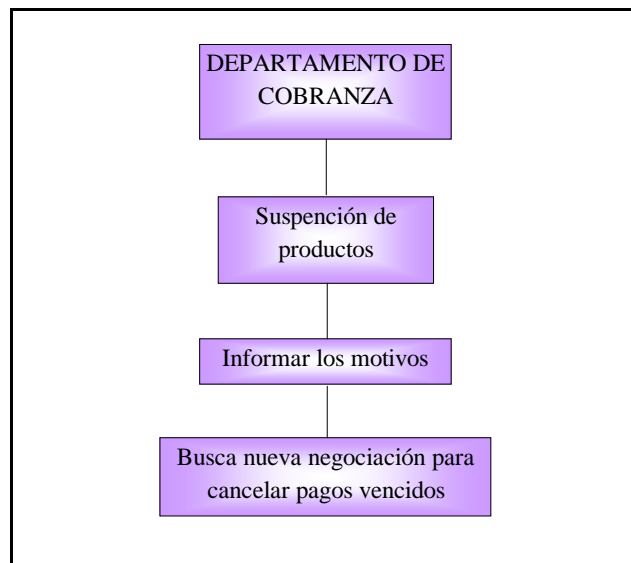 DEPARTAMENTO DE
COBRANZA
Suspención de
productos
Informar los motivos
Busca nueva negociación para
cancelar pagos vencidos